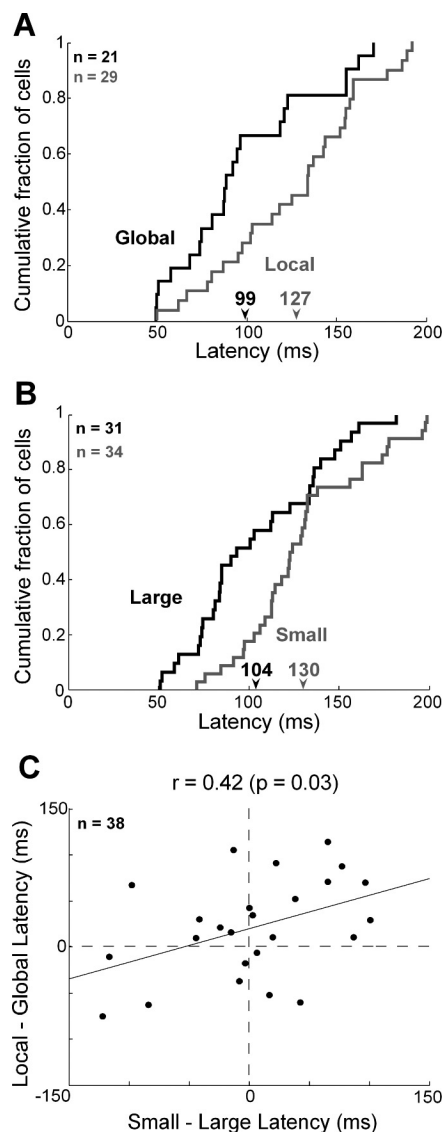 A
n = 21
n = 29
1
0.8
0.6
0.4
0.2
0
Cumulative fraction of cells
Global
Local
99 127
0 50 100 150 200
Latency (ms)
B
n = 31
n = 34
1
0.8
0.6
0.4
0.2
0
Cumulative fraction of cells
Large
Small
104 130
0 50 100 150 200
Latency (ms)
C
r = 0.42 (p = 0.03)
150
n = 38
0
Local - Global Latency (ms)
-150 0 150
Small - Large Latency (ms)